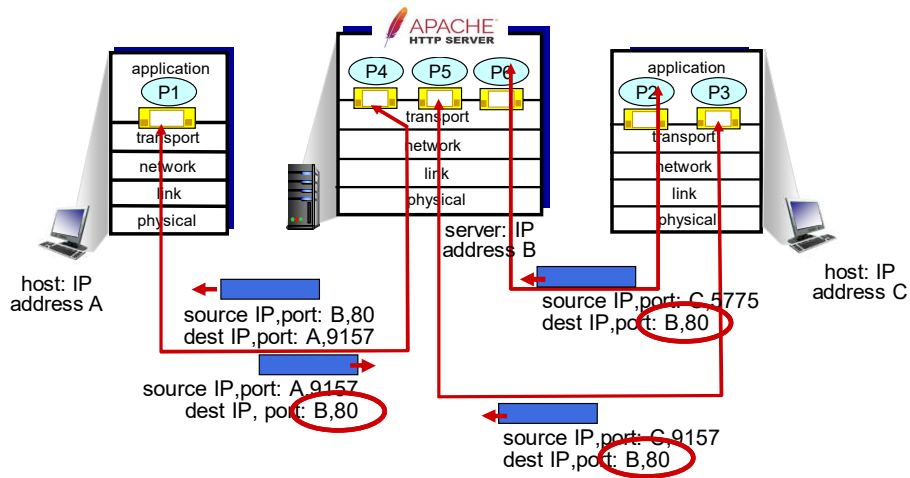 APACHE
HTTP SERVER
application
P1
transport
network
link
physical
host: IP
address A
P4 P5 P6
transport
network
link
physical
server: IP
address B
application
P2 P3
transport
network
link
physical
host: IP
address C
source IP,port: B,80
dest IP,port: A,9157
source IP,port: A,9157
dest IP, port: B,80
source IP,port: C,5775
dest IP,port: B,80
source IP,port: C,9157
dest IP,port: B,80